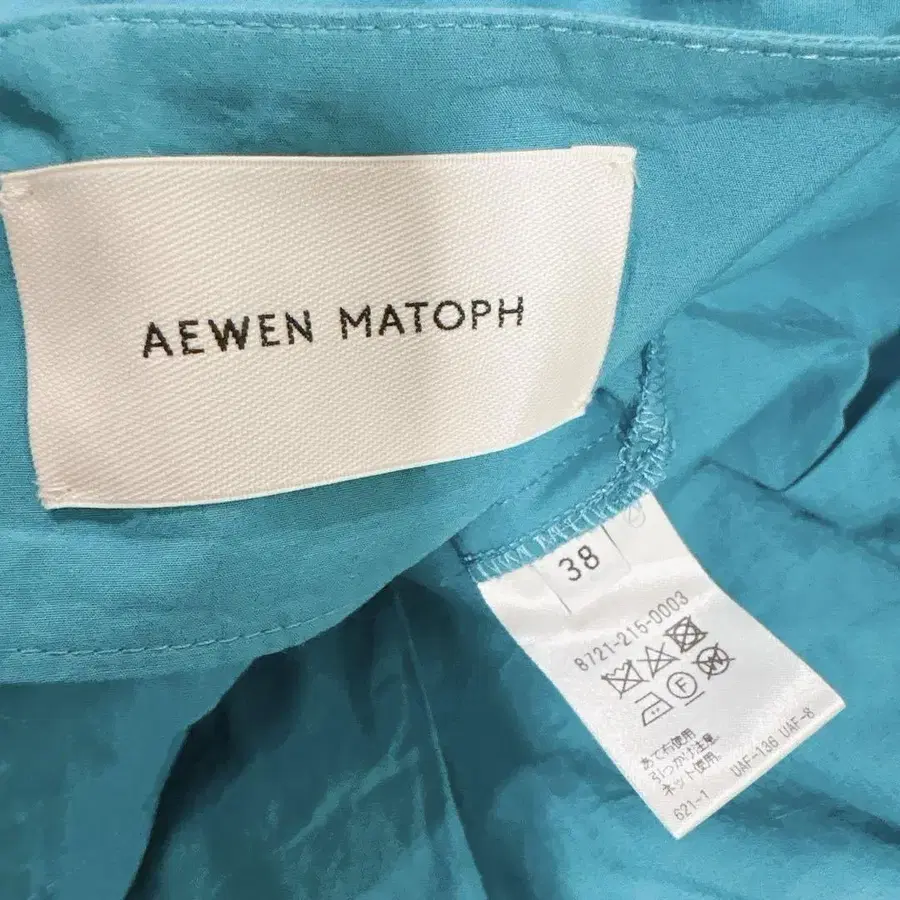 AEWEN MATOPH
38
8721-215-0003
F
W
あて布使用
引っかけ注意
ネット使用
621-1 UAF-136 UAF-8